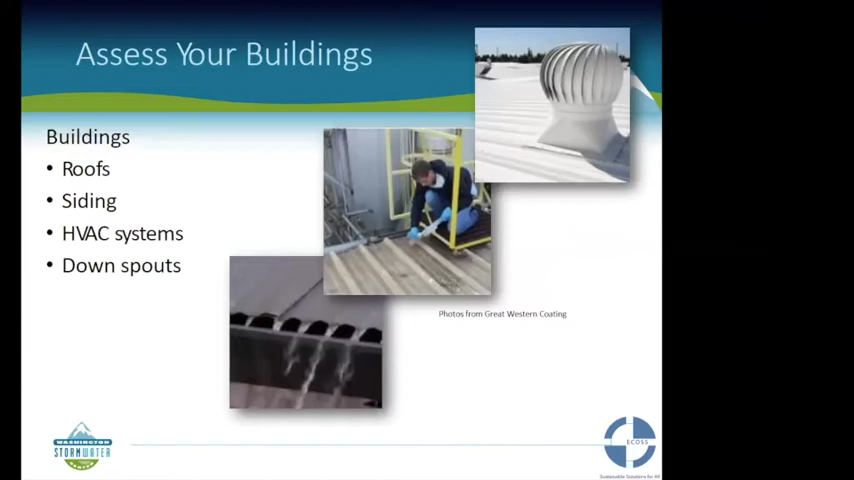 Assess Your Buildings
Buildings
• Roofs
• Siding
• HVAC systems
• Down spouts
Photos from Great Western Coating
WASHINGTON
STORMWATER
CENTER
ECOSS
Sustainable Solutions for All